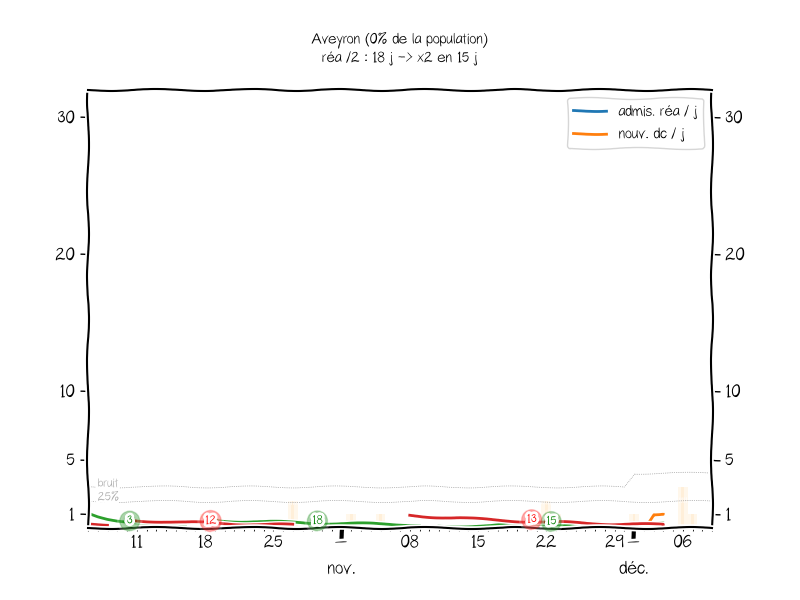 Aveyron (0% de la population)
réa /2 : 18 j -> x2 en 15 j
admis. réa / j
nouv. dc / j
30 30
20 20
10 10
5 5
bruit
25%
1 1
3 12 18 13 15
11 18 25 08 15 22 29 06
nov. déc.